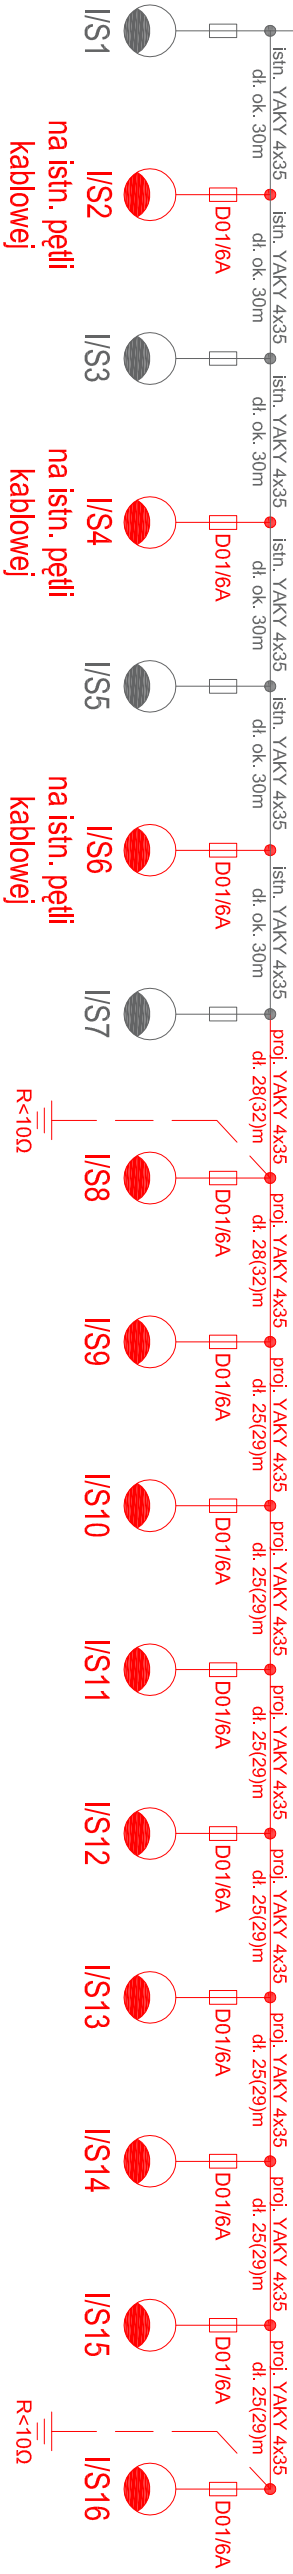 istn. YAKY 4x35
dł. ok. 30m
istn. YAKY 4x35
dł. ok. 30m
istn. YAKY 4x35
dł. ok. 30m
istn. YAKY 4x35
dł. ok. 30m
istn. YAKY 4x35
dł. ok. 30m
istn. YAKY 4x35
dł. ok. 30m
proj. YAKY 4x35
dł. 28(32)m
proj. YAKY 4x35
dł. 28(32)m
proj. YAKY 4x35
dł. 25(29)m
proj. YAKY 4x35
dł. 25(29)m
proj. YAKY 4x35
dł. 25(29)m
proj. YAKY 4x35
dł. 25(29)m
proj. YAKY 4x35
dł. 25(29)m
proj. YAKY 4x35
dł. 25(29)m
proj. YAKY 4x35
dł. 25(29)m
D01/6A
D01/6A
D01/6A
D01/6A
D01/6A
D01/6A
D01/6A
D01/6A
D01/6A
D01/6A
D01/6A
D01/6A
I/S1
I/S2
I/S3
I/S4
I/S5
I/S6
I/S7
I/S8
I/S9
I/S10
I/S11
I/S12
I/S13
I/S14
I/S15
I/S16
na istn. pętli
kablowej
na istn. pętli
kablowej
na istn. pętli
kablowej
R<10Ω
R<10Ω